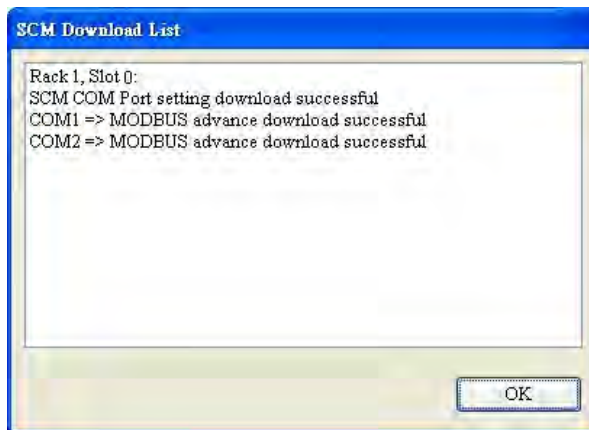 SCM Download List
Rack 1, Slot 0:
SCM COM Port setting download successful
COM1 => MODBUS advance download successful
COM2 => MODBUS advance download successful
OK